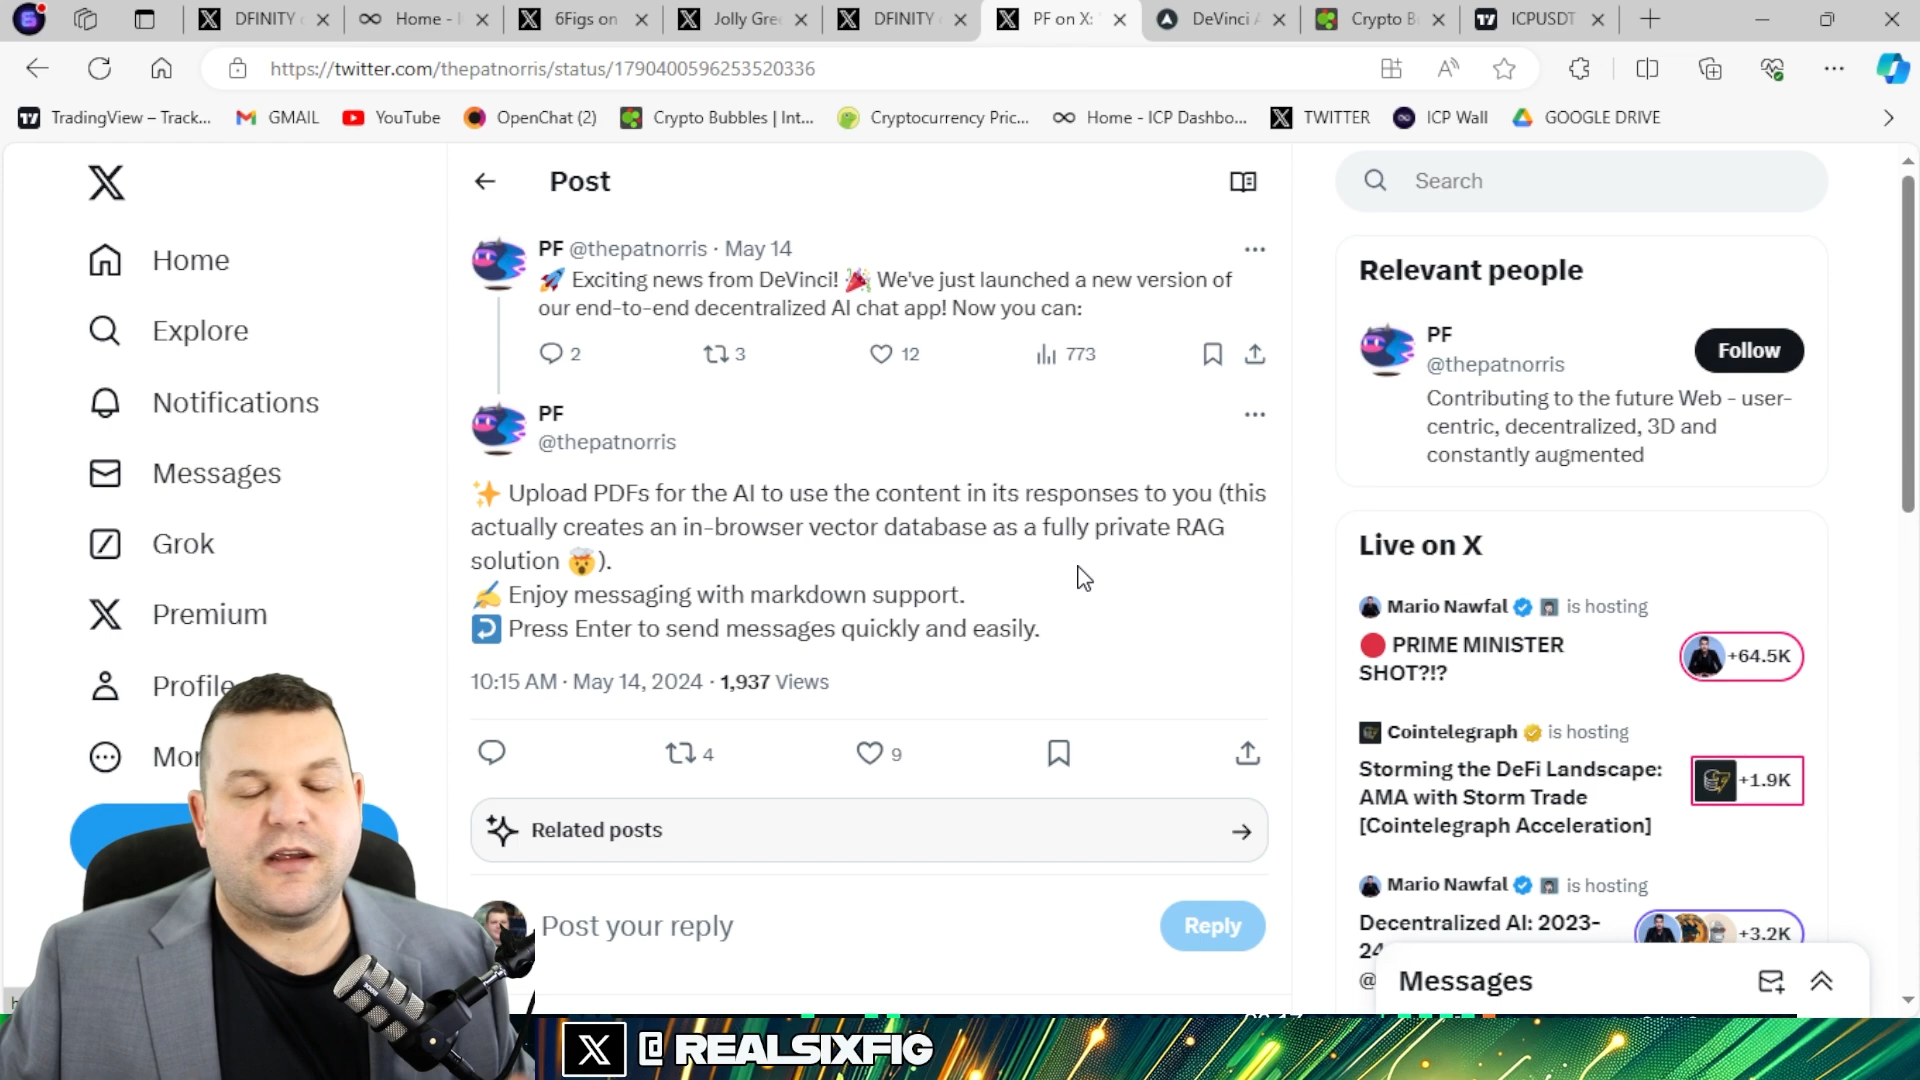 DFINITY
Home -
6Figs on
Jolly Gre
DFINITY
PF on X:
DeVinci
Crypto B
ICPUSDT
https://twitter.com/thepatnorris/status/1790400596253520336
TradingView – Track...
GMAIL
YouTube
OpenChat (2)
Crypto Bubbles | Int...
Cryptocurrency Pric...
Home - ICP Dashbo...
TWITTER
ICP Wall
GOOGLE DRIVE
Home
Explore
Notifications
Messages
Grok
Premium
Profile
Post
PF @thepatnorris · May 14
🚀 Exciting news from DeVinci! 🎉 We've just launched a new version of
our end-to-end decentralized AI chat app! Now you can:
2 3 12 773
PF
@thepatnorris
✨ Upload PDFs for the AI to use the content in its responses to you (this
actually creates an in-browser vector database as a fully private RAG
solution 🤯).
✍️ Enjoy messaging with markdown support.
↩️ Press Enter to send messages quickly and easily.
10:15 AM · May 14, 2024 · 1,937 Views
4 9
Related posts
Post your reply
Reply
Search
Relevant people
PF
@thepatnorris
Follow
Contributing to the future Web - user-
centric, decentralized, 3D and
constantly augmented
Live on X
Mario Nawfal is hosting
🔴 PRIME MINISTER
SHOT?!?
+64.5K
Cointelegraph is hosting
Storming the DeFi Landscape:
AMA with Storm Trade
[Cointelegraph Acceleration]
+1.9K
Mario Nawfal is hosting
Decentralized AI: 2023-
24
+3.2K
@
Messages
X @ REALSIXFIG